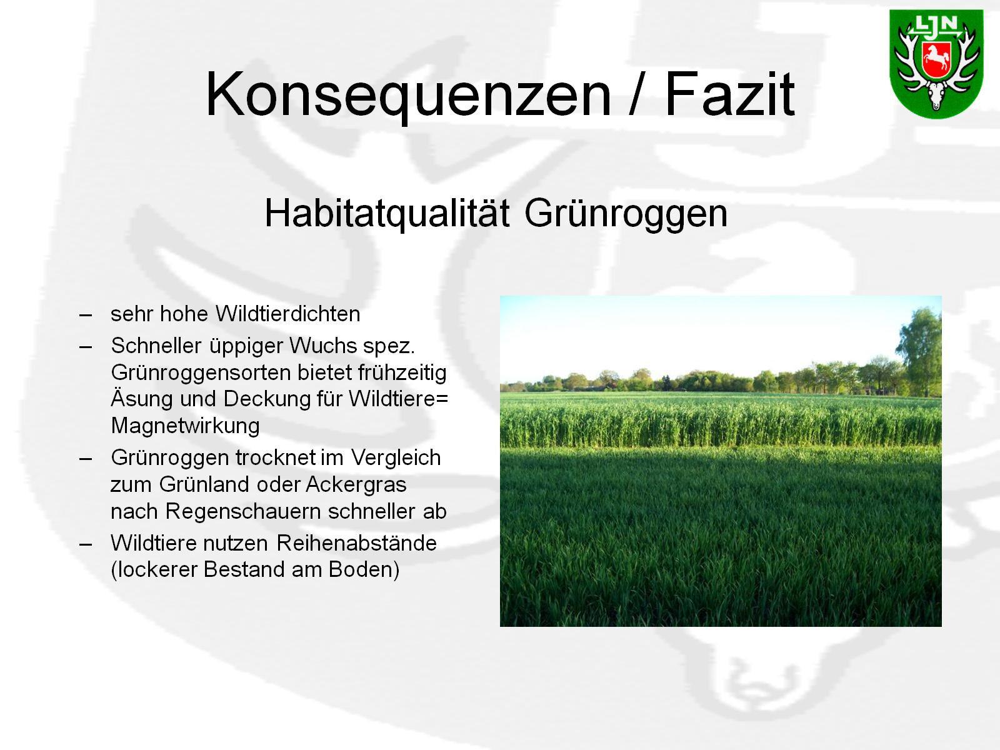 LJN
Konsequenzen / Fazit
Habitatqualität Grünroggen
– sehr hohe Wildtierdichten
– Schneller üppiger Wuchs spez.
Grünroggensorten bietet frühzeitig
Äsung und Deckung für Wildtiere=
Magnetwirkung
– Grünroggen trocknet im Vergleich
zum Grünland oder Ackergras
nach Regenschauern schneller ab
– Wildtiere nutzen Reihenabstände
(lockerer Bestand am Boden)